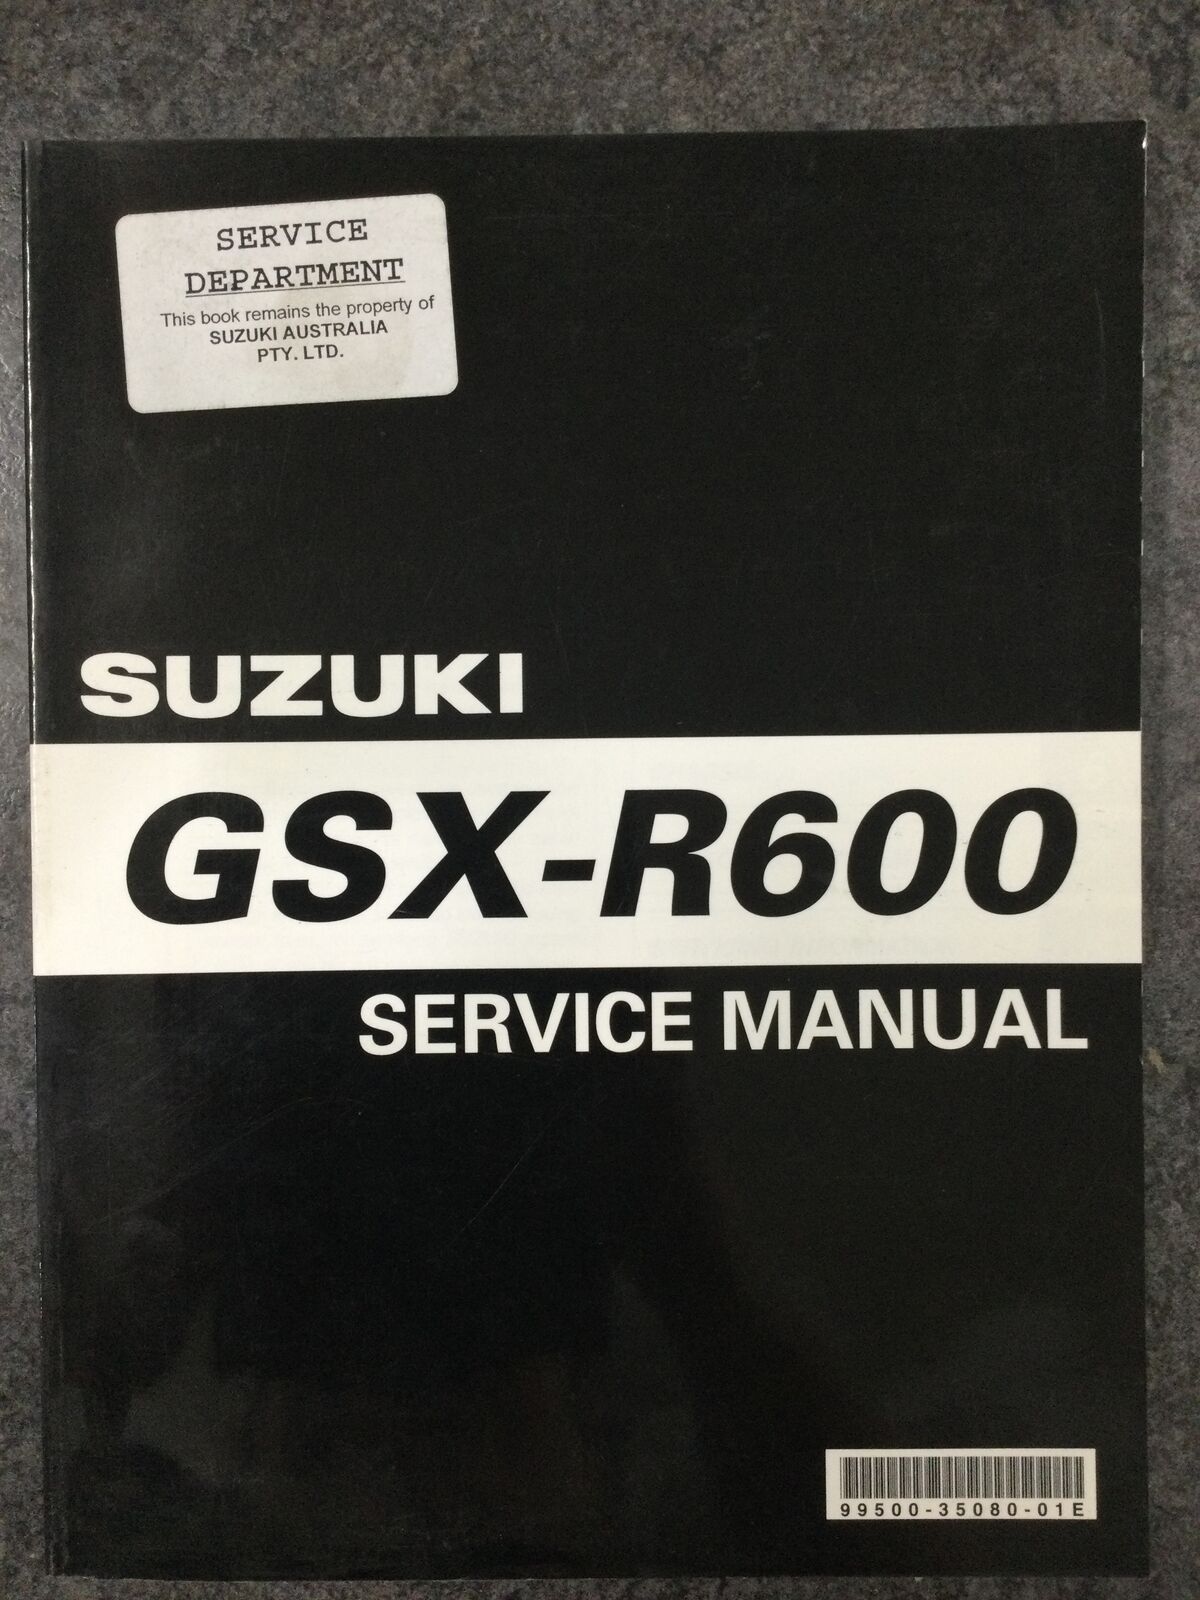 SERVICE
DEPARTMENT
This book remains the property of
SUZUKI AUSTRALIA
PTY. LTD.
SUZUKI
GSX-R600
SERVICE MANUAL
99500-35080-01E